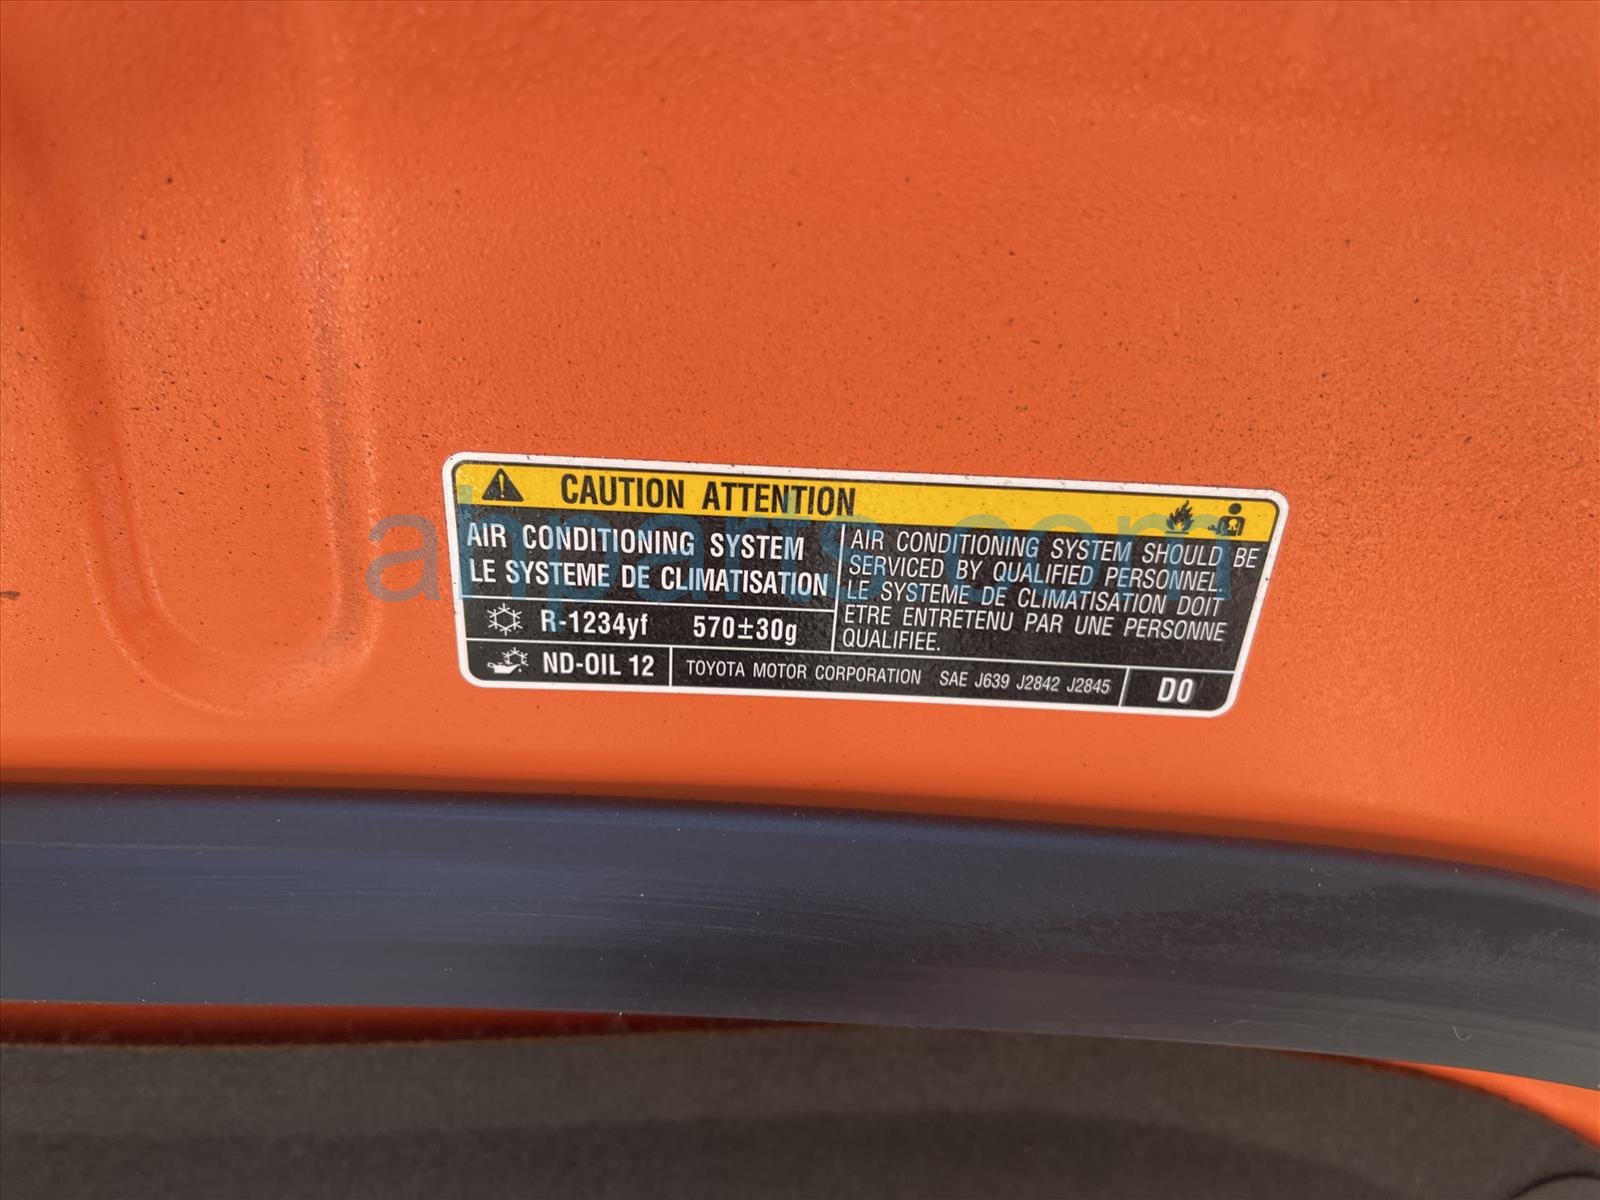 CAUTION ATTENTION
AIR CONDITIONING SYSTEM
LE SYSTEME DE CLIMATISATION
R-1234yf 570±30g
AIR CONDITIONING SYSTEM SHOULD BE
SERVICED BY QUALIFIED PERSONNEL.
LE SYSTEME DE CLIMATISATION DOIT
ETRE ENTRETENU PAR UNE PERSONNE
QUALIFIEE.
ND-OIL 12 TOYOTA MOTOR CORPORATION SAE J639 J2842 J2845 D0
ahparts.com